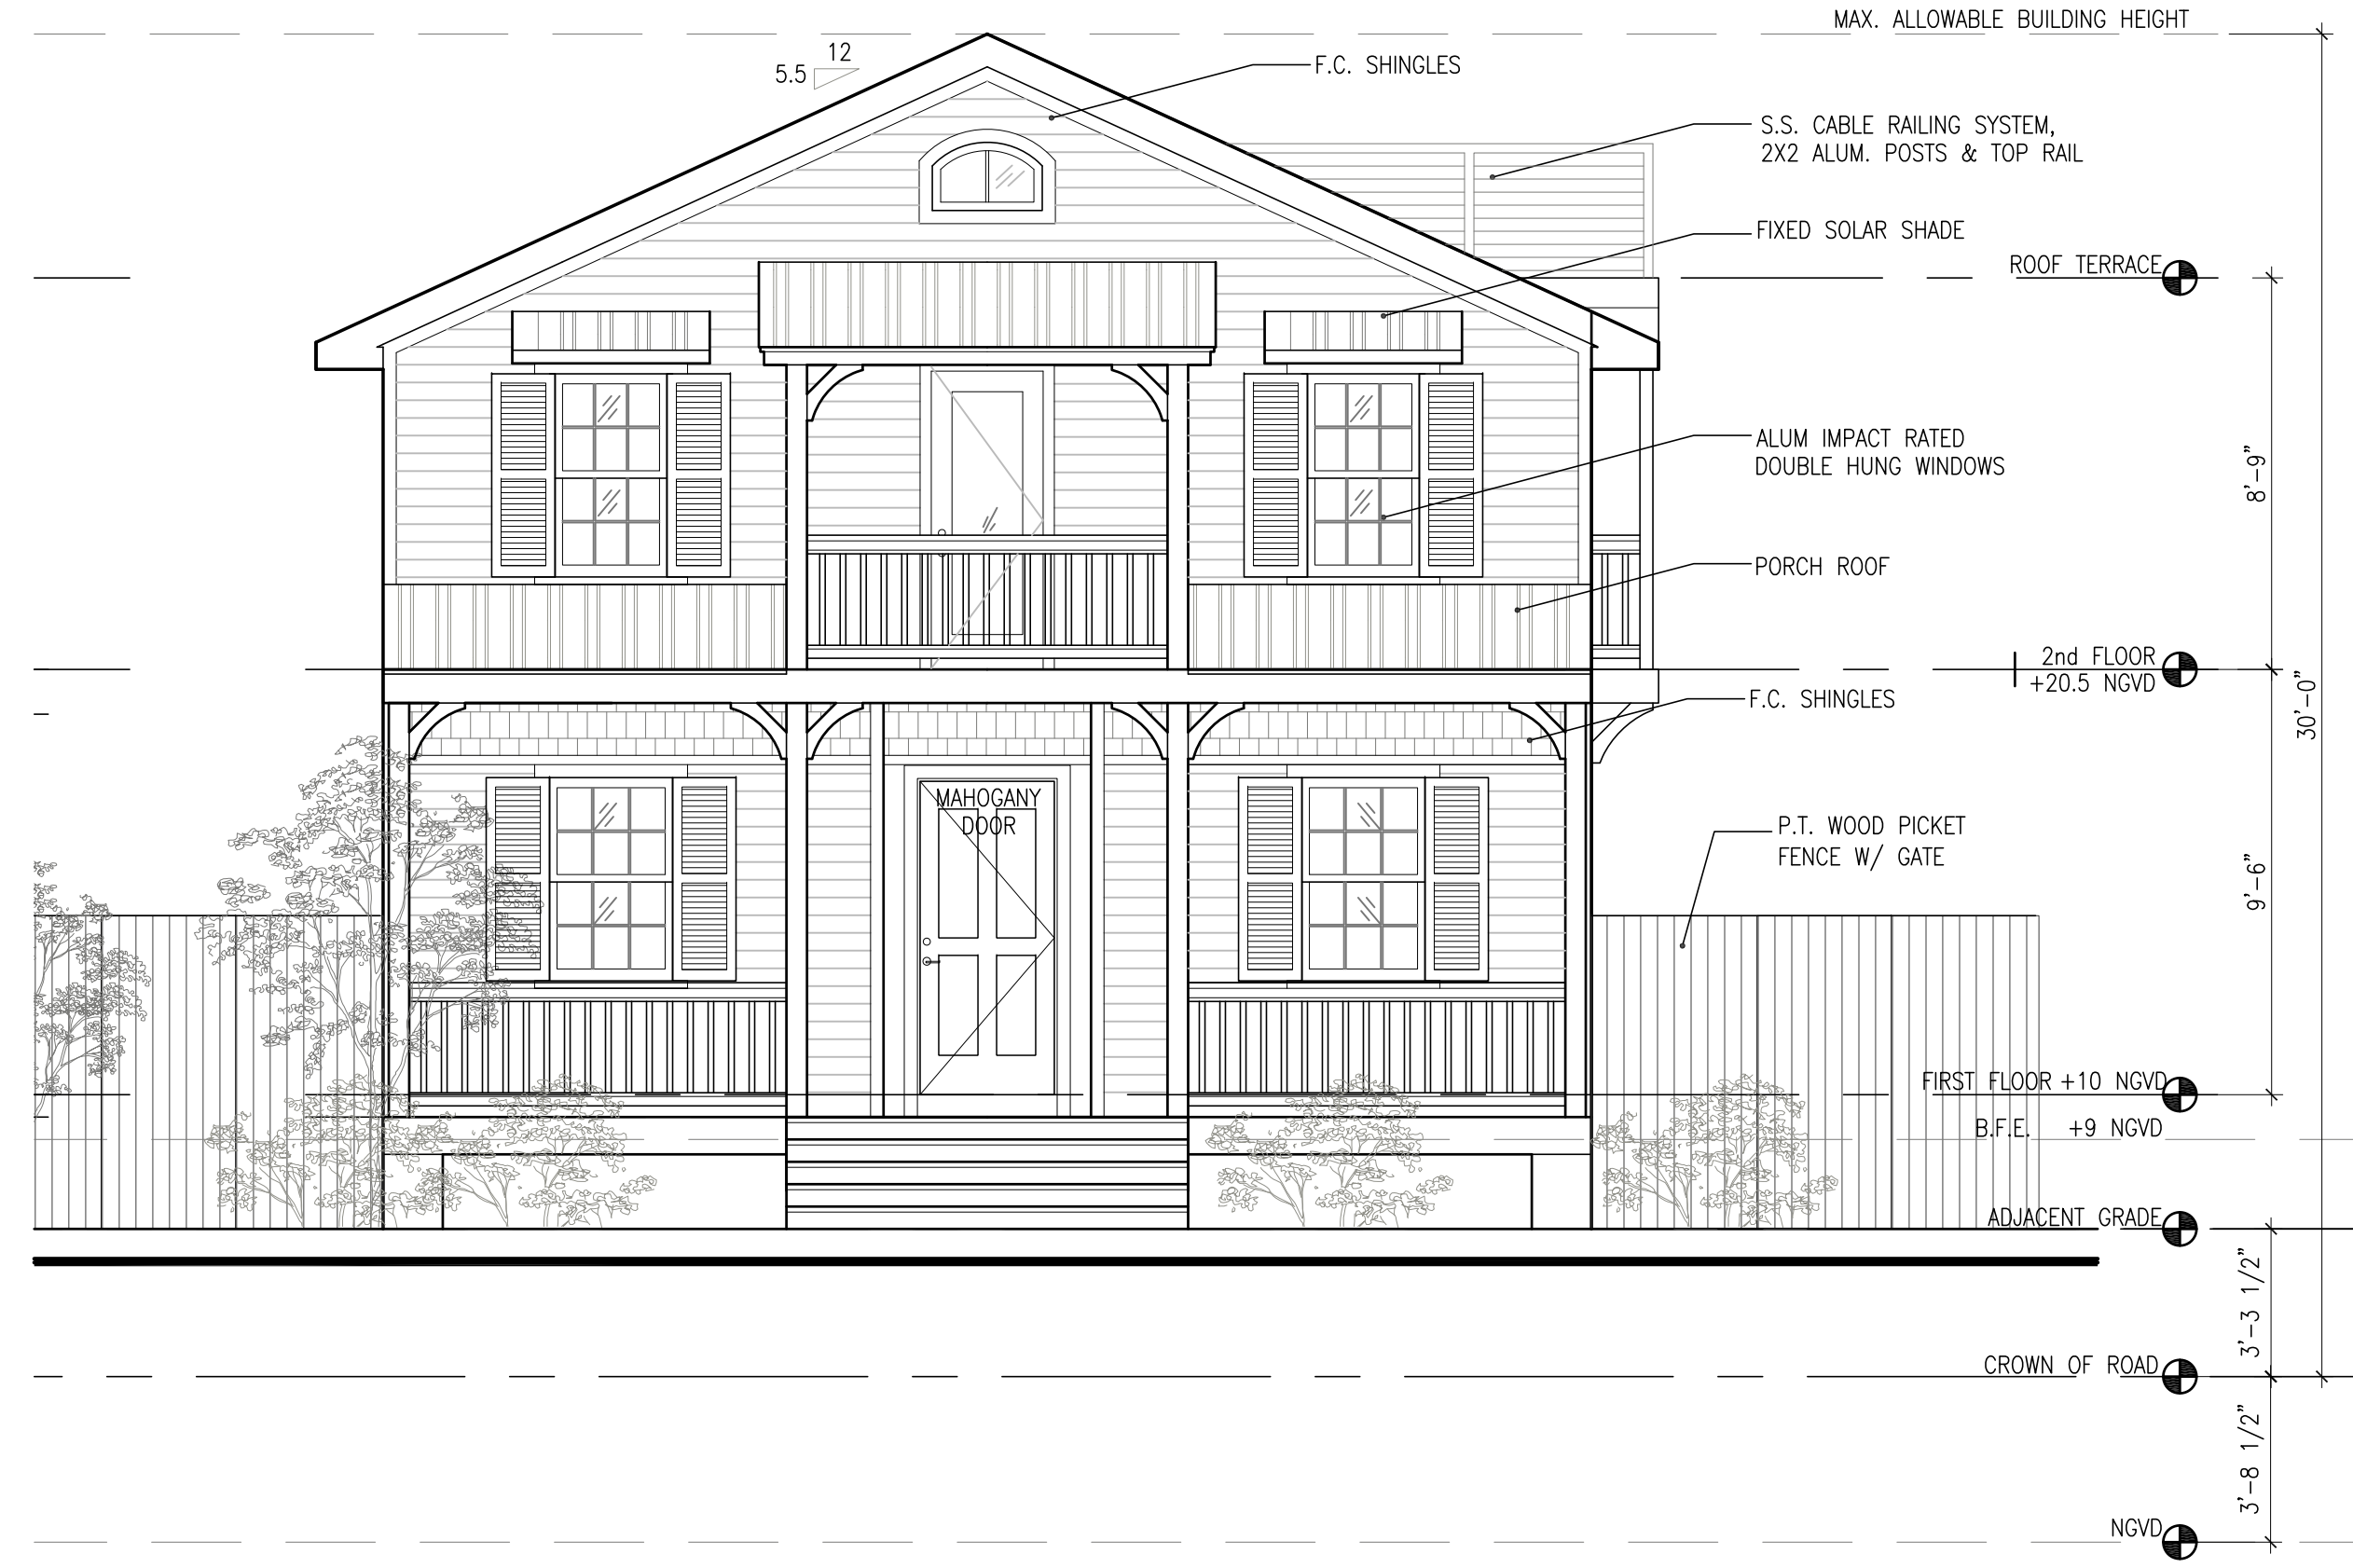 MAX. ALLOWABLE BUILDING HEIGHT
12
5.5
F.C. SHINGLES
S.S. CABLE RAILING SYSTEM,
2X2 ALUM. POSTS & TOP RAIL
FIXED SOLAR SHADE
ROOF TERRACE
ALUM IMPACT RATED
DOUBLE HUNG WINDOWS
8'-9"
PORCH ROOF
2nd FLOOR
+20.5 NGVD
30'-0"
F.C. SHINGLES
MAHOGANY
DOOR
P.T. WOOD PICKET
FENCE W/ GATE
9'-6"
FIRST FLOOR +10 NGVD
B.F.E. +9 NGVD
ADJACENT GRADE
3'-3 1/2"
CROWN OF ROAD
3'-8 1/2"
NGVD